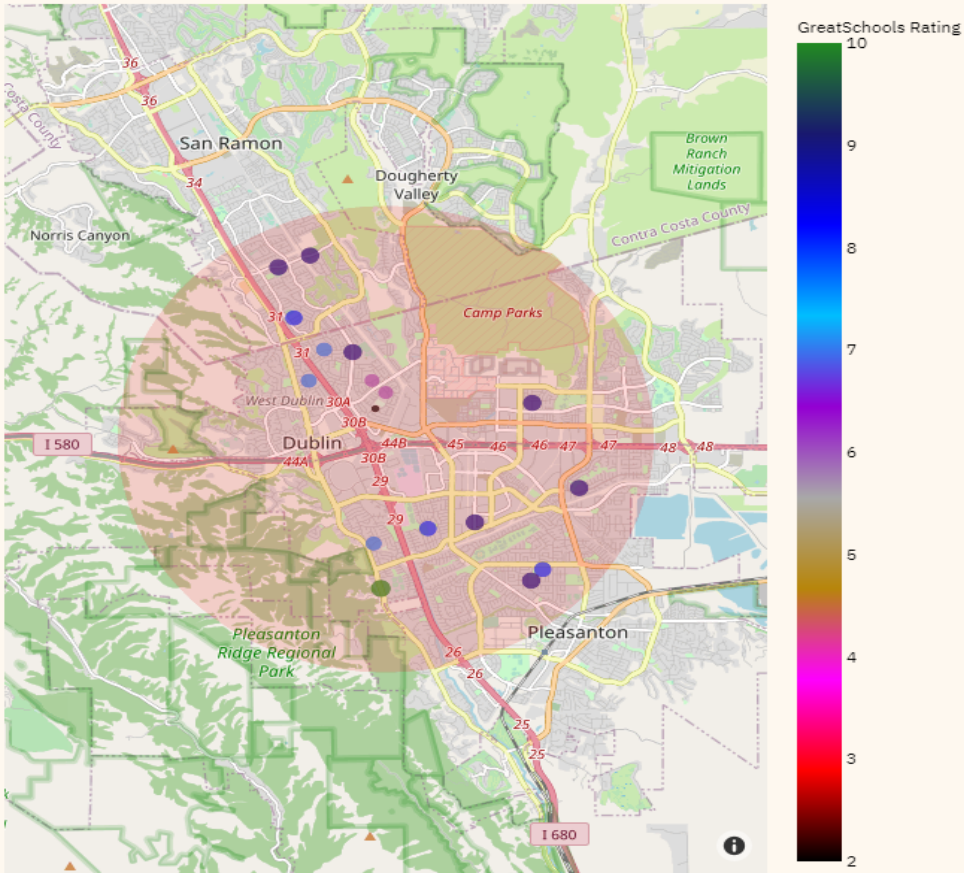 GreatSchools Rating
10
9
8
7
6
5
4
3
2
36
36
Costa County
San Ramon
34
Dougherty
Valley
Brown
Ranch
Mitigation
Lands
Norris Canyon
Contra Costa County
31
Camp Parks
31
West Dublin
30A
30B
Dublin
I 580
44A
44B
45
46
46
47
47
48
48
30B
29
29
Pleasanton
Pleasanton
Ridge Regional
Park
26
26
25
25
I 680